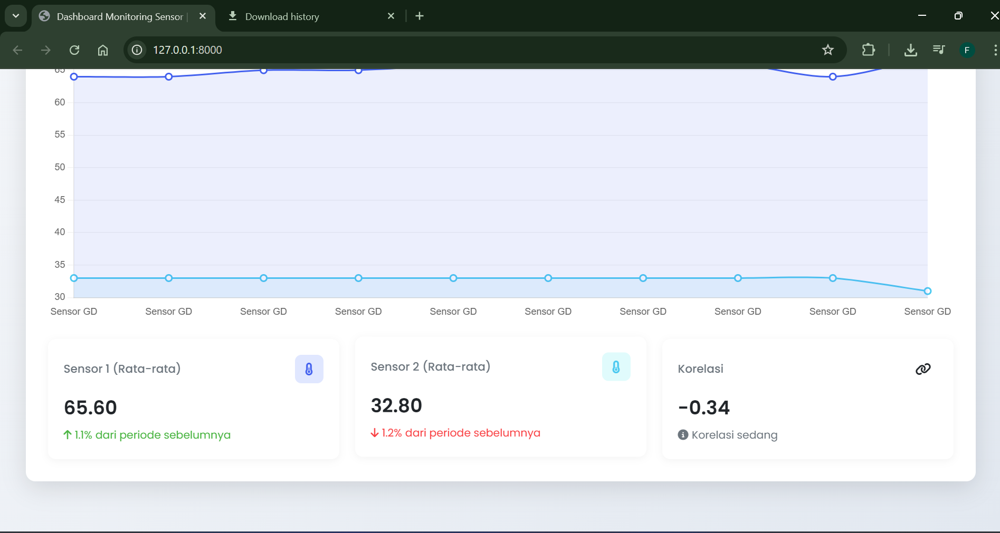 Dashboard Monitoring Sensor
Download history
127.0.0.1:8000
F
65
60
55
50
45
40
35
30
Sensor GD Sensor GD Sensor GD Sensor GD Sensor GD Sensor GD Sensor GD Sensor GD Sensor GD Sensor GD
Sensor 1 (Rata-rata)
65.60
1.1% dari periode sebelumnya
Sensor 2 (Rata-rata)
32.80
1.2% dari periode sebelumnya
Korelasi
-0.34
Korelasi sedang